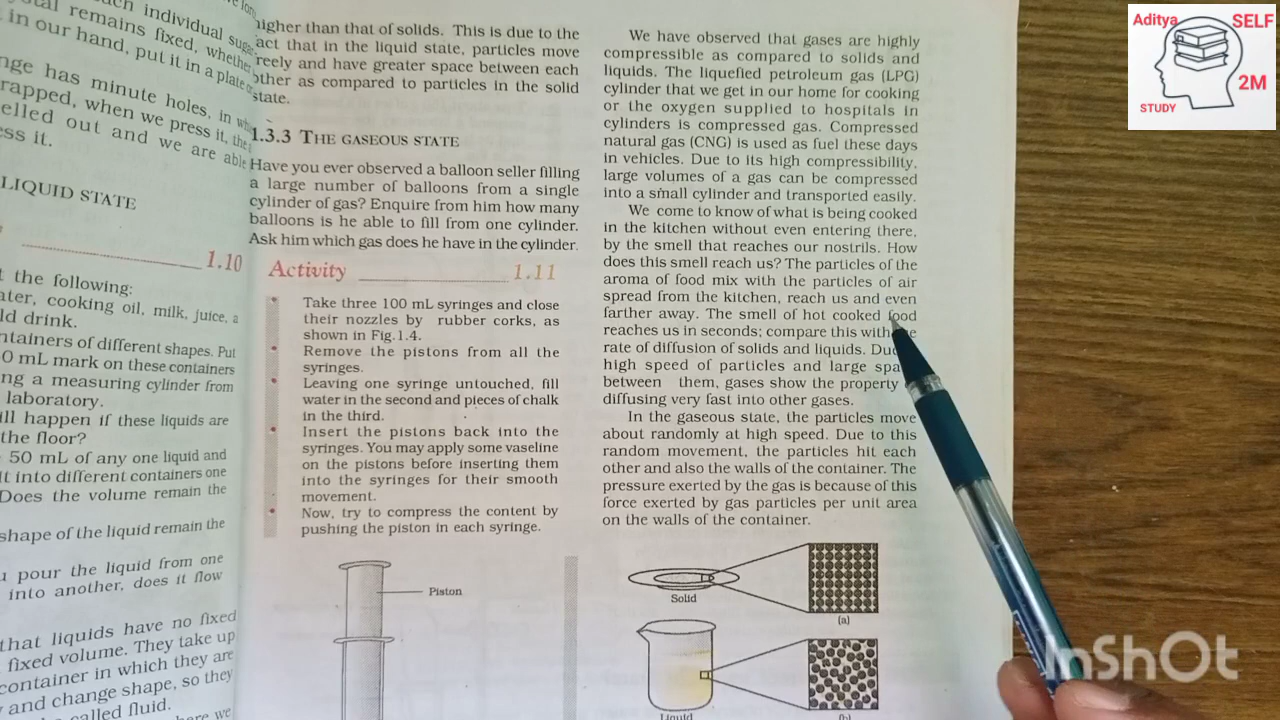 each individual sugar
remains fixed, whether
in our hand, put it in a plate or
nge has minute holes, in
rapped, when we press it, the
elled out and we are able
ess it.
LIQUID STATE
1.10
t the following:
ater, cooking oil, milk, juice, a
ld drink.
ntainers of different shapes. Put
0 mL mark on these containers
ng a measuring cylinder from
laboratory.
ill happen if these liquids are
the floor?
50 mL of any one liquid and
it into different containers one
Does the volume remain the
shape of the liquid remain the
u pour the liquid from one
into another, does it flow
that liquids have no fixed
fixed volume. They take up
container in which they are
and change shape, so they
called fluid.
higher than that of solids. This is due to the
fact that in the liquid state, particles move
freely and have greater space between each
other as compared to particles in the solid
state.
1.3.3 THE GASEOUS STATE
Have you ever observed a balloon seller filling
a large number of balloons from a single
cylinder of gas? Enquire from him how many
balloons is he able to fill from one cylinder.
Ask him which gas does he have in the cylinder.
Activity ____________ 1.11
• Take three 100 mL syringes and close
their nozzles by rubber corks, as
shown in Fig.1.4.
• Remove the pistons from all the
syringes.
• Leaving one syringe untouched, fill
water in the second and pieces of chalk
in the third.
• Insert the pistons back into the
syringes. You may apply some vaseline
on the pistons before inserting them
into the syringes for their smooth
movement.
• Now, try to compress the content by
pushing the piston in each syringe.
Piston
We have observed that gases are highly
compressible as compared to solids and
liquids. The liquefied petroleum gas (LPG)
cylinder that we get in our home for cooking
or the oxygen supplied to hospitals in
cylinders is compressed gas. Compressed
natural gas (CNG) is used as fuel these days
in vehicles. Due to its high compressibility,
large volumes of a gas can be compressed
into a small cylinder and transported easily.
We come to know of what is being cooked
in the kitchen without even entering there,
by the smell that reaches our nostrils. How
does this smell reach us? The particles of the
aroma of food mix with the particles of air
spread from the kitchen, reach us and even
farther away. The smell of hot cooked food
reaches us in seconds; compare this with
rate of diffusion of solids and liquids. Due
high speed of particles and large spa
between them, gases show the property
diffusing very fast into other gases.
In the gaseous state, the particles move
about randomly at high speed. Due to this
random movement, the particles hit each
other and also the walls of the container. The
pressure exerted by the gas is because of this
force exerted by gas particles per unit area
on the walls of the container.
Solid
(a)
Liquid
(b)
Aditya SELF
2M
STUDY
InShOt